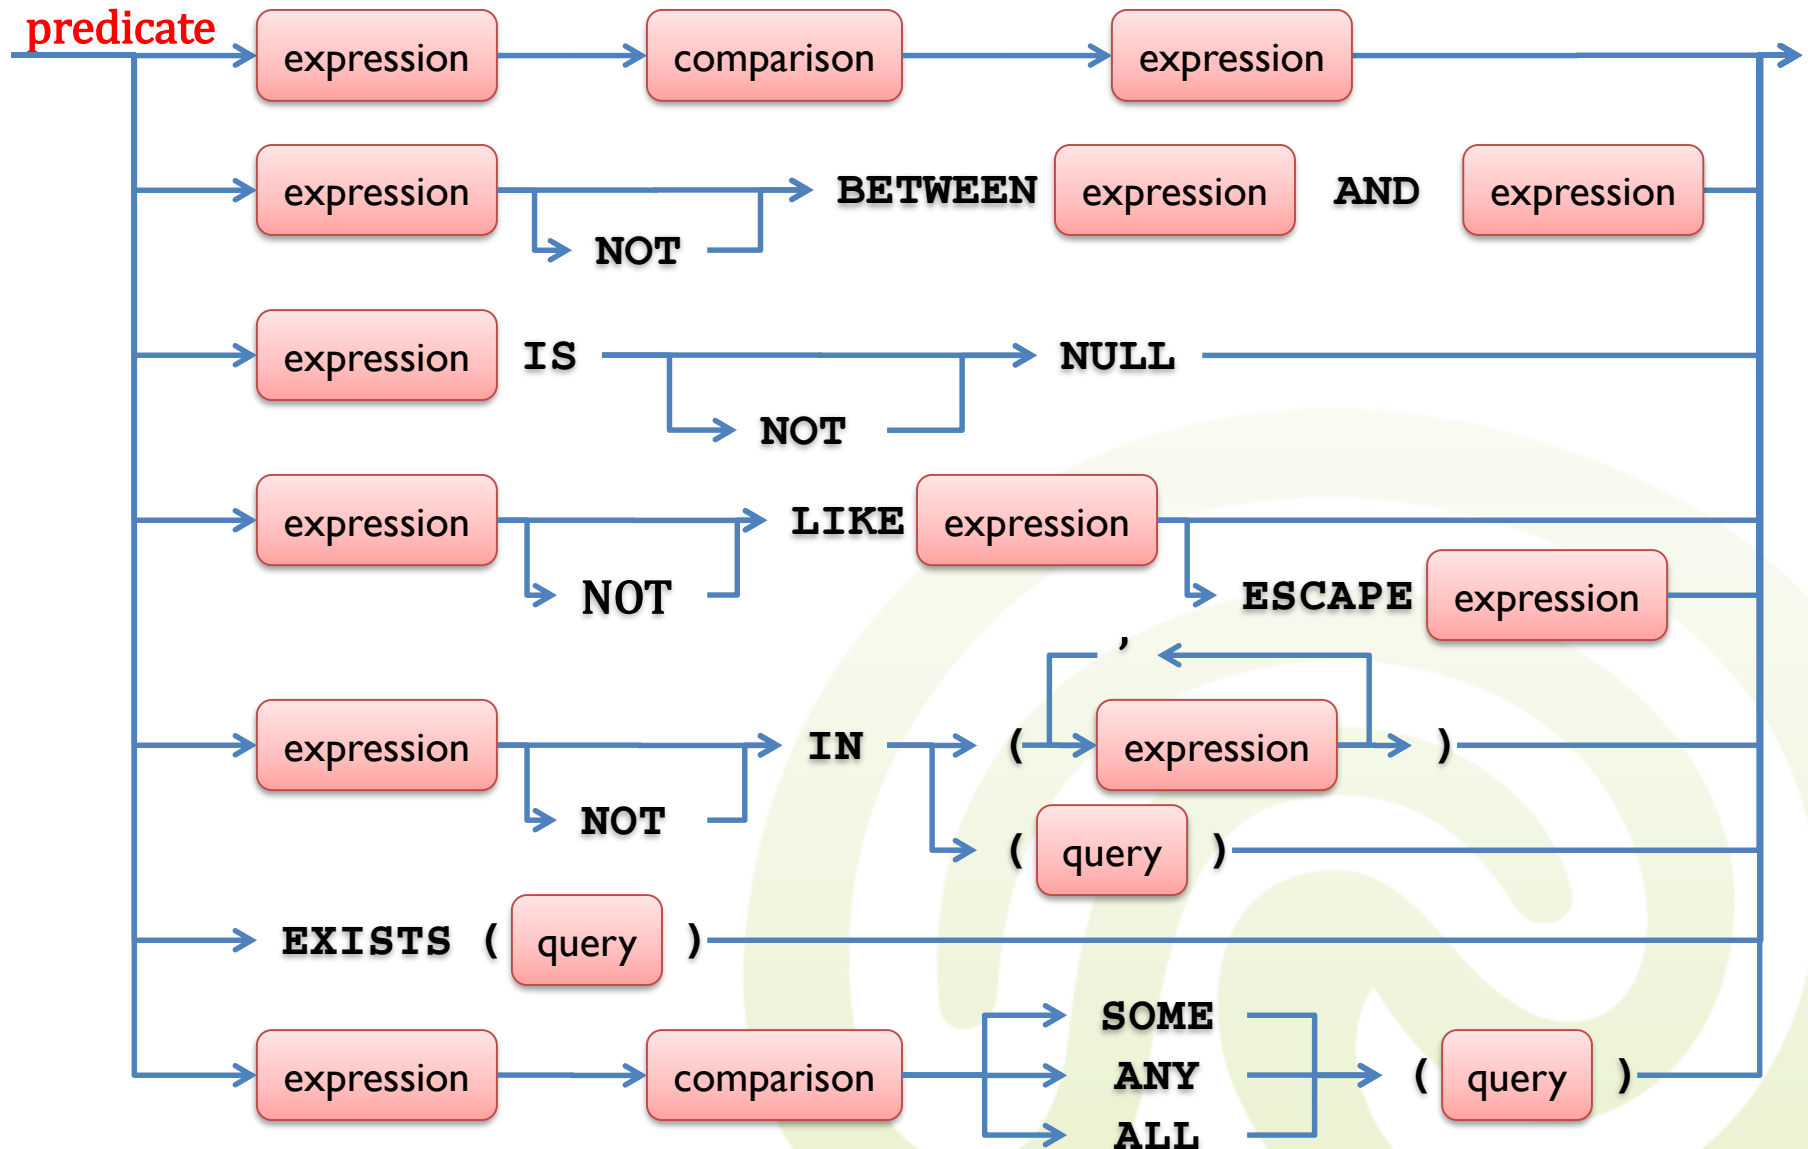 predicate
expression comparison expression
expression BETWEEN expression AND expression
NOT
expression IS NULL
NOT
expression LIKE expression
NOT ESCAPE expression
,
expression IN ( expression )
NOT
( query )
EXISTS ( query )
SOME
expression comparison ANY ( query )
ALL